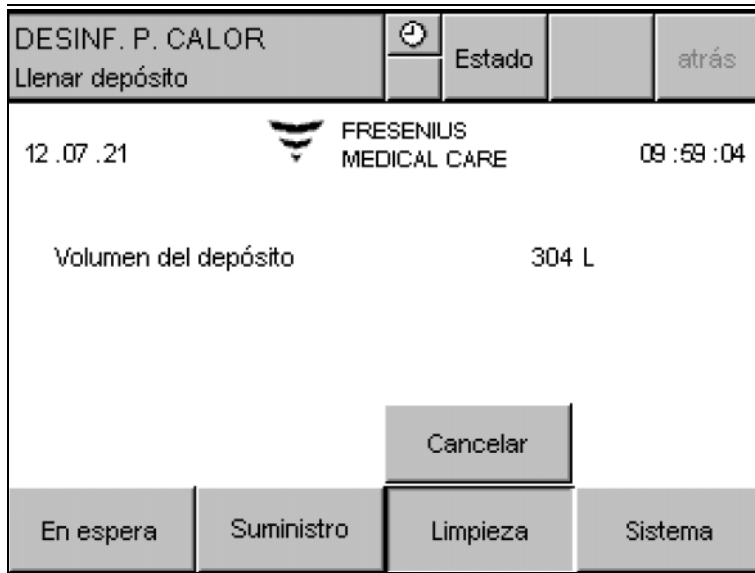 DESINF. P. CALOR
Llenar depósito
Estado
atrás
12 .07 .21
FRESENIUS
MEDICAL CARE
09 :59 :04
Volumen del depósito 304 L
Cancelar
En espera Suministro Limpieza Sistema